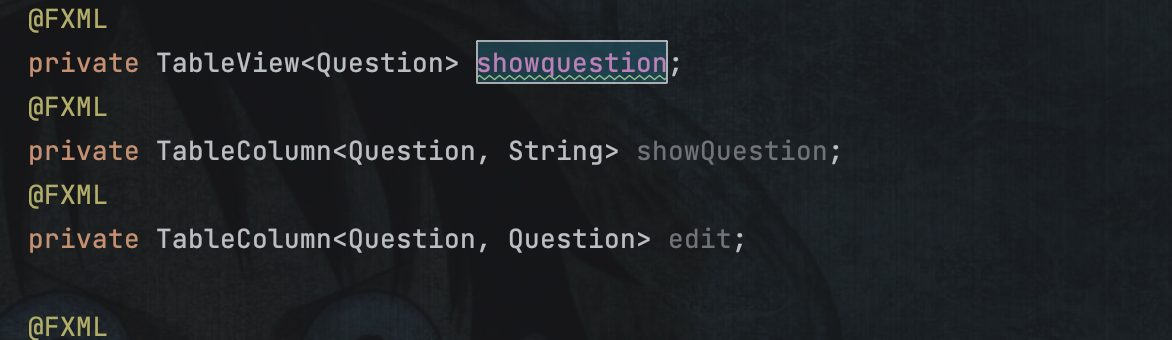 @FXML
private TableView<Question> showquestion;
@FXML
private TableColumn<Question, String> showQuestion;
@FXML
private TableColumn<Question, Question> edit;
@FXML